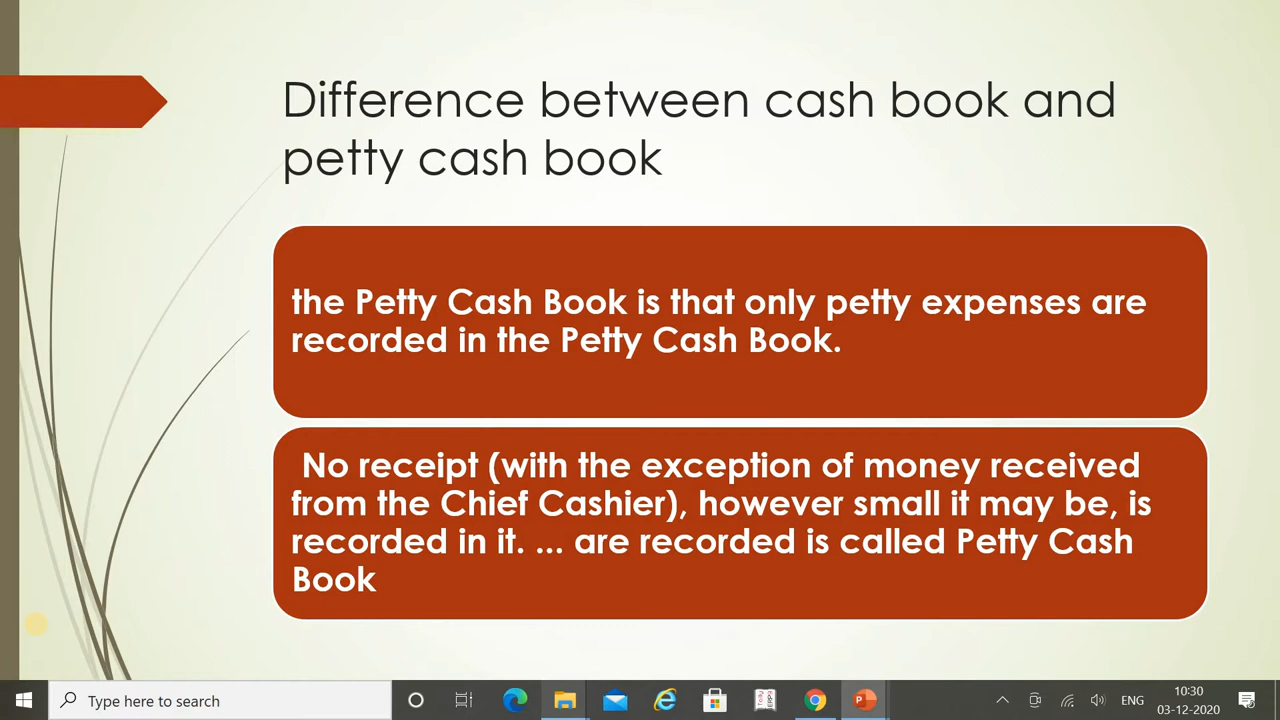 Difference between cash book and
petty cash book
the Petty Cash Book is that only petty expenses are
recorded in the Petty Cash Book.
No receipt (with the exception of money received
from the Chief Cashier), however small it may be, is
recorded in it. ... are recorded is called Petty Cash
Book
Type here to search
ENG
10:30
03-12-2020